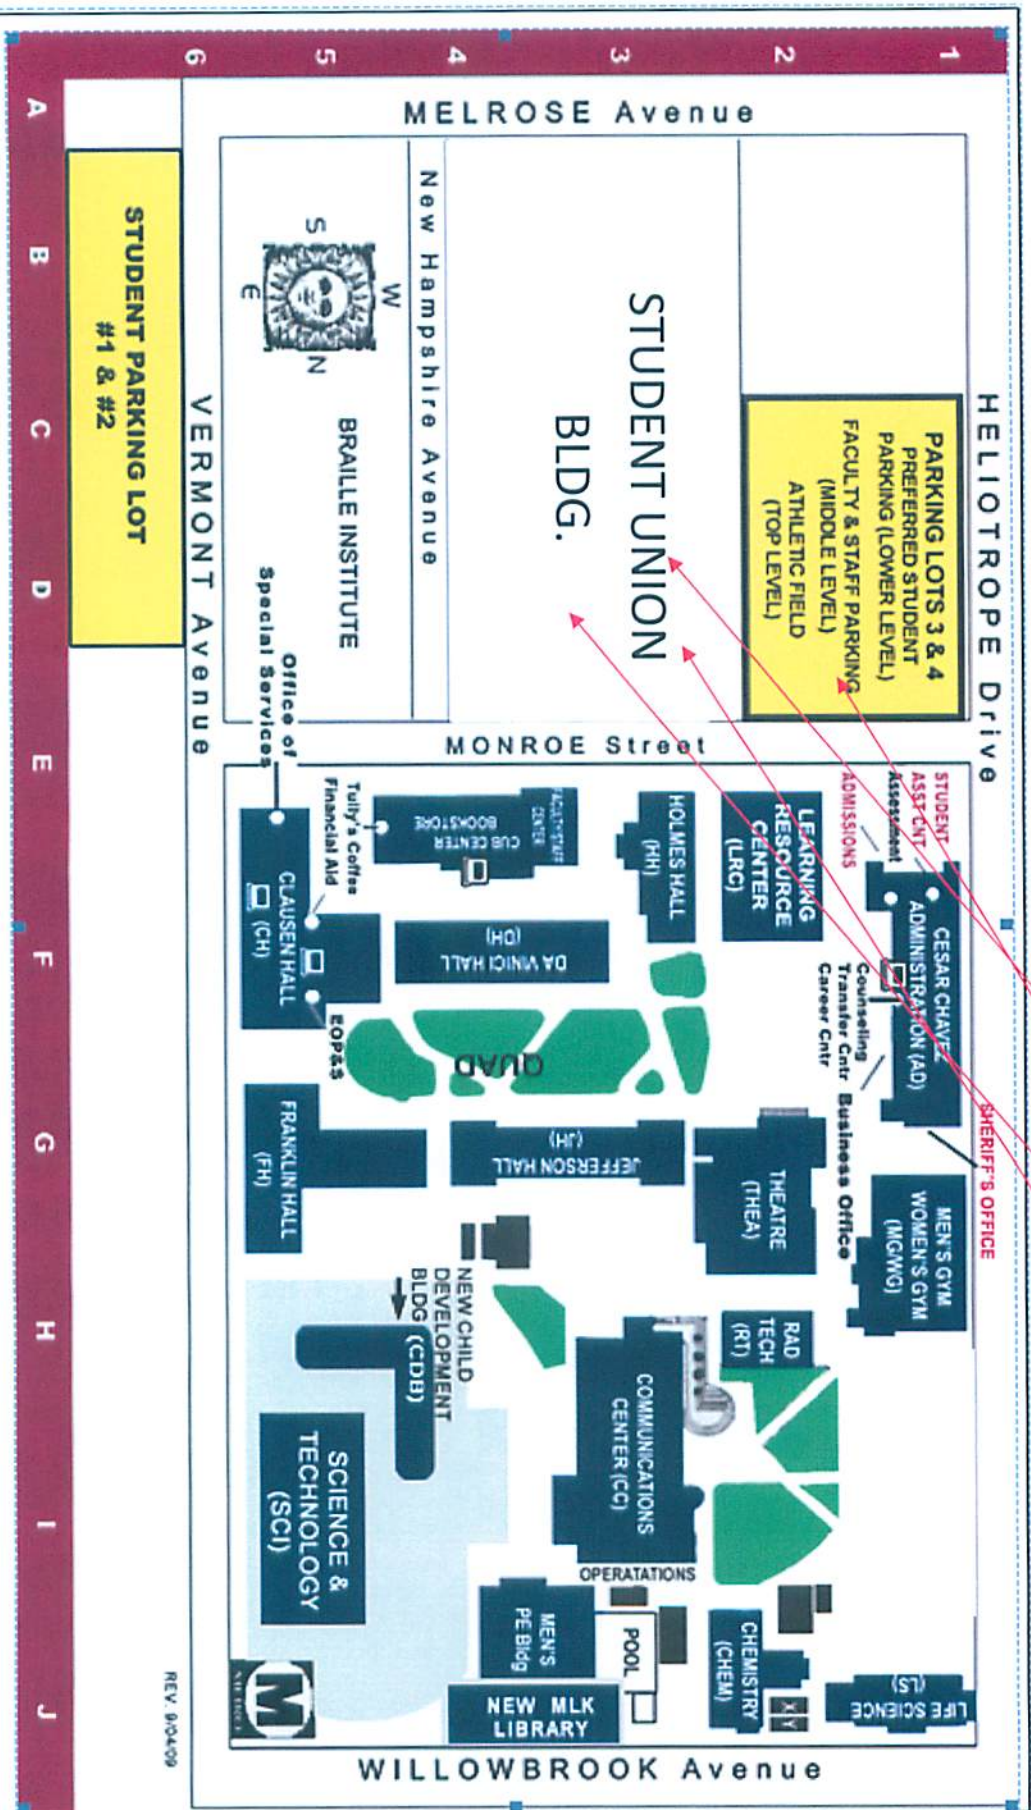 1
2
3
4
5
6
A
B
C
D
E
F
G
H
I
J
HELIOTROPE Drive
MELROSE Avenue
PARKING LOTS 3 & 4
PREFERRED STUDENT
PARKING (LOWER LEVEL)
FACULTY & STAFF PARKING
(MIDDLE LEVEL)
ATHLETIC FIELD
(TOP LEVEL)
STUDENT UNION
BLDG.
New Hampshire Avenue
W
S
N
E
BRAILLE INSTITUTE
VERMONT Avenue
STUDENT PARKING LOT
#1 & #2
MONROE Street
STUDENT
ASST CNT
Assessment
ADMISSIONS
CESAR CHAVEZ
ADMINISTRATION (AD)
Counseling
Transfer Cntr
Career Cntr
Business Office
SHERIFF'S OFFICE
MEN'S GYM
WOMEN'S GYM
(MG/WG)
LEARNING
RESOURCE
CENTER
(LRC)
HOLMES HALL
(HH)
FACULTY/STAFF
CENTER
CUB CENTER
BOOKSTORE
Tully's Coffee
Financial Aid
Office of
Special Services
CLAUSEN HALL
(CH)
EOP&S
DA VINICI HALL
(DH)
QUAD
JEFFERSON HALL
(JH)
FRANKLIN HALL
(FH)
THEATRE
(THEA)
RAD
TECH
(RT)
COMMUNICATIONS
CENTER (CC)
NEW CHILD
DEVELOPMENT
BLDG (CDB)
SCIENCE &
TECHNOLOGY
(SCI)
OPERATATIONS
POOL
MEN'S
PE Bldg
NEW MLK
LIBRARY
CHEMISTRY
(CHEM)
X Y
LIFE SCIENCE
(LS)
M
WILLOWBROOK Avenue
REV. 9/04/09